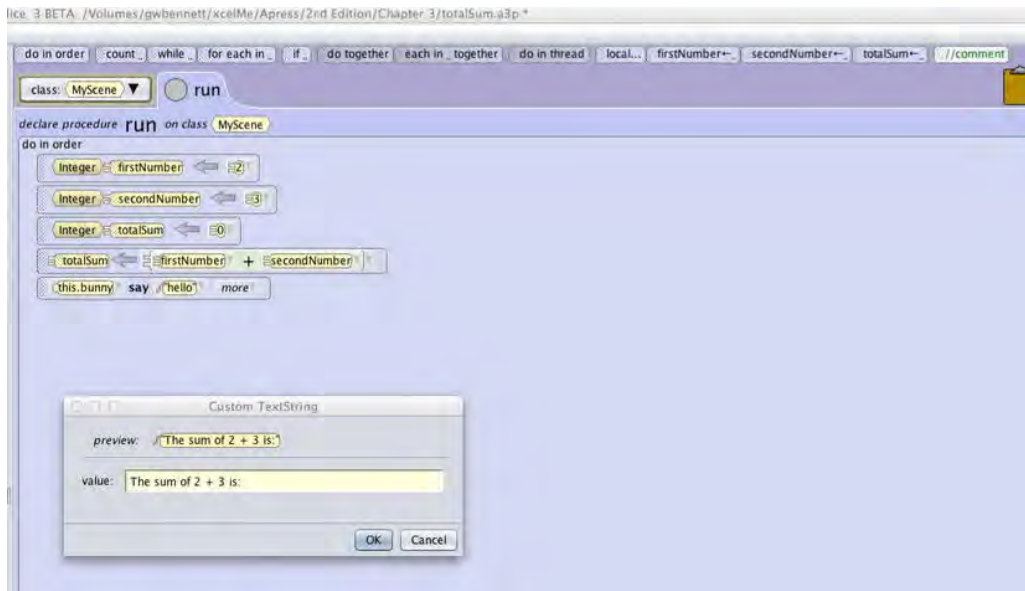 lice 3 BETA /Volumes/gwbennett/xcelMe/Apress/2nd Edition/Chapter 3/totalSum.a3p *
do in order count _ while _ for each in _ if _ do together each in _ together do in thread local... firstNumber←_ secondNumber←_ totalSum←_ //comment
class: MyScene ▼ run
declare procedure run on class MyScene
do in order
Integer firstNumber ⇐ 2
Integer secondNumber ⇐ 3
Integer totalSum ⇐ 0
totalSum ⇐ firstNumber + secondNumber
this.bunny say "hello" more
Custom TextString
preview: "The sum of 2 + 3 is:"
value: The sum of 2 + 3 is:
OK Cancel